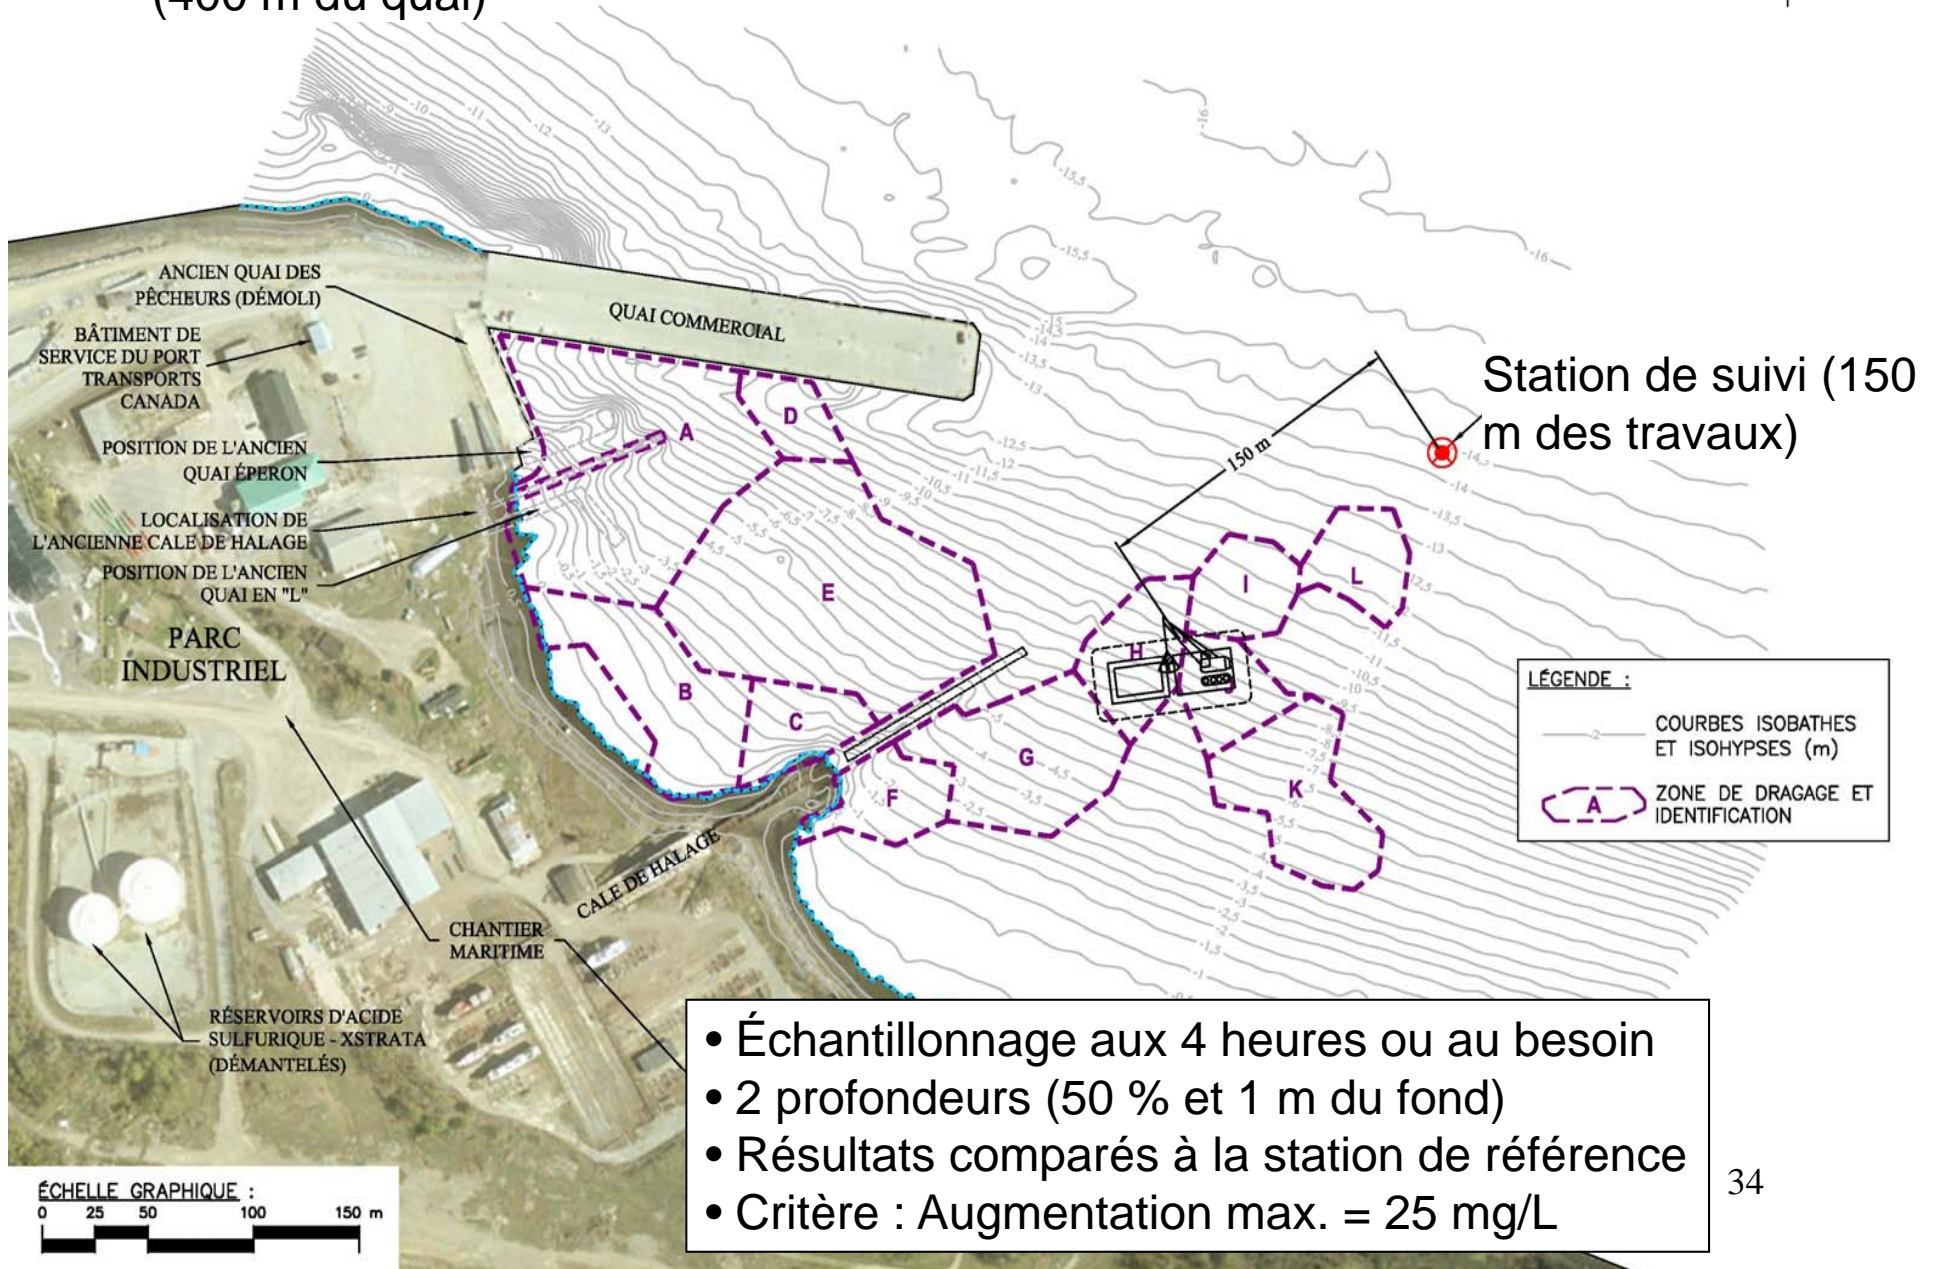 (400 m du quai)
ANCIEN QUAI DES
PÊCHEURS (DÉMOLI)
BÂTIMENT DE
SERVICE DU PORT
TRANSPORTS
CANADA
POSITION DE L'ANCIEN
QUAI ÉPERON
LOCALISATION DE
L'ANCIENNE CALE DE HALAGE
POSITION DE L'ANCIEN
QUAI EN "L"
PARC
INDUSTRIEL
QUAI COMMERCIAL
Station de suivi (150
m des travaux)
150 m
A
D
E
B
C
F
G
H
I
L
K
LÉGENDE :
-2
COURBES ISOBATHES
ET ISOHYPSES (m)
A
ZONE DE DRAGAGE ET
IDENTIFICATION
CALE DE HALAGE
CHANTIER
MARITIME
RÉSERVOIRS D'ACIDE
SULFURIQUE - XSTRATA
(DÉMANTELÉS)
• Échantillonnage aux 4 heures ou au besoin
• 2 profondeurs (50 % et 1 m du fond)
• Résultats comparés à la station de référence
• Critère : Augmentation max. = 25 mg/L
34
ÉCHELLE GRAPHIQUE :
0 25 50 100 150 m